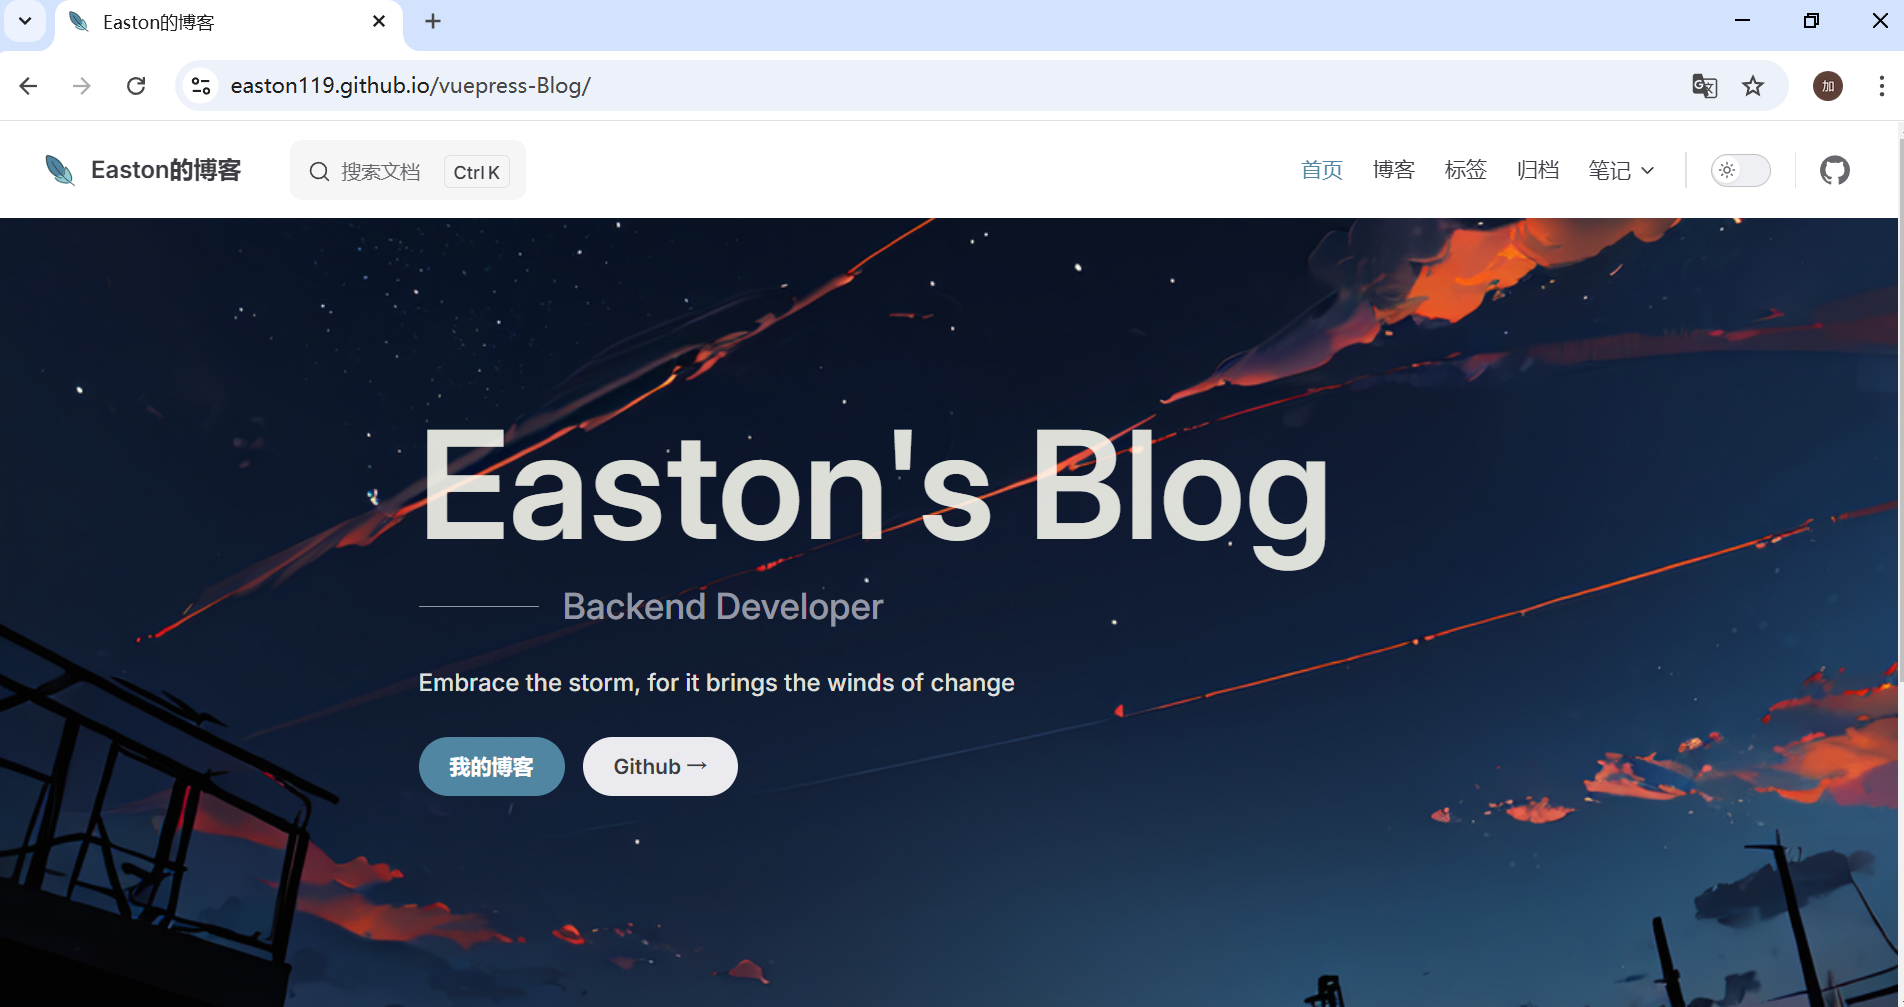 Easton的博客
easton119.github.io/vuepress-Blog/
加
Easton的博客
搜索文档
Ctrl K
首页
博客
标签
归档
笔记
Easton's Blog
Backend Developer
Embrace the storm, for it brings the winds of change
我的博客
Github →